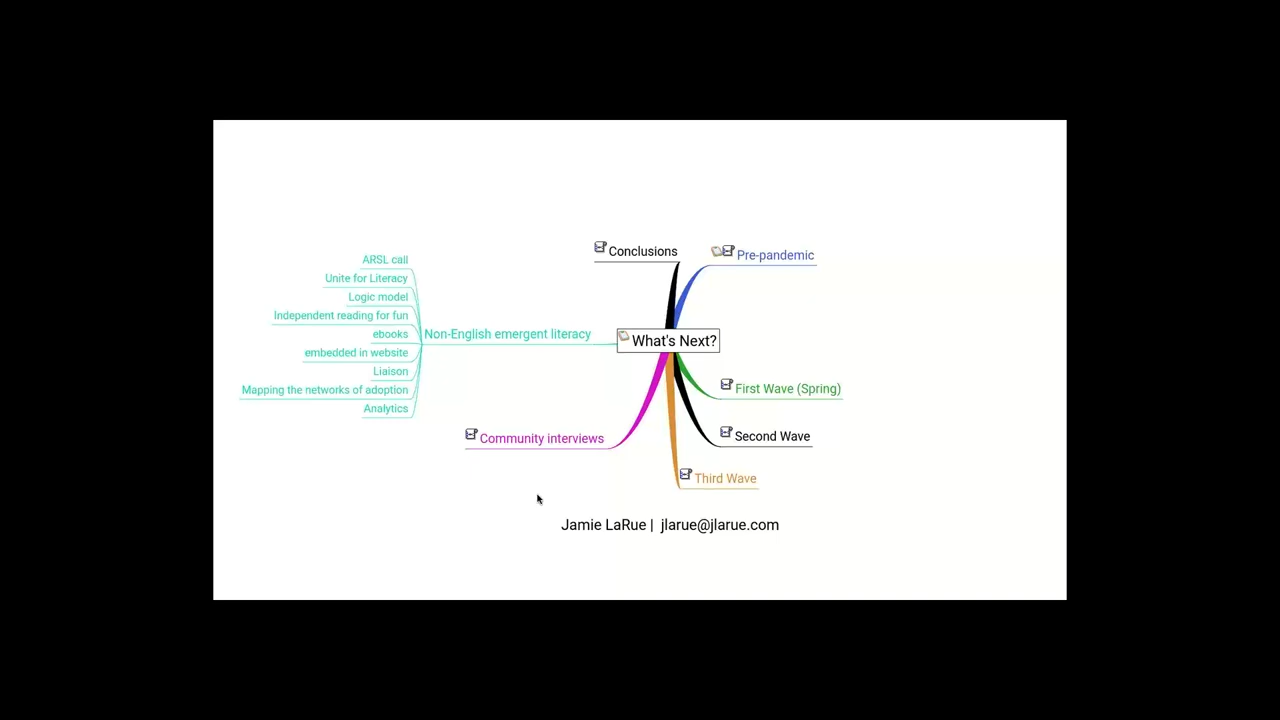 Conclusions
Pre-pandemic
ARSL call
Unite for Literacy
Logic model
Independent reading for fun
ebooks
embedded in website
Liaison
Mapping the networks of adoption
Analytics
Non-English emergent literacy
What's Next?
First Wave (Spring)
Community interviews
Second Wave
Third Wave
Jamie LaRue | jlarue@jlarue.com